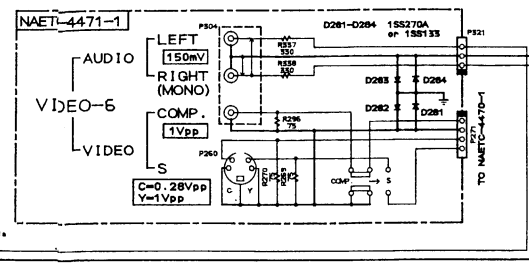 NAETI-4471-1
P304
D281-D284 1SS270A
or 1SS133
P321
LEFT
AUDIO
150mV
RIGHT
(MONO)
R337
330
R338
330
D283
D284
D282
D281
VIDEO-6
COMP.
1Vpp
R296
75
P271
TO NAETC-4470-1
VIDEO
P260
S
C=0.28Vpp
Y=1Vpp
C
Y
R270
R269
COMP
S